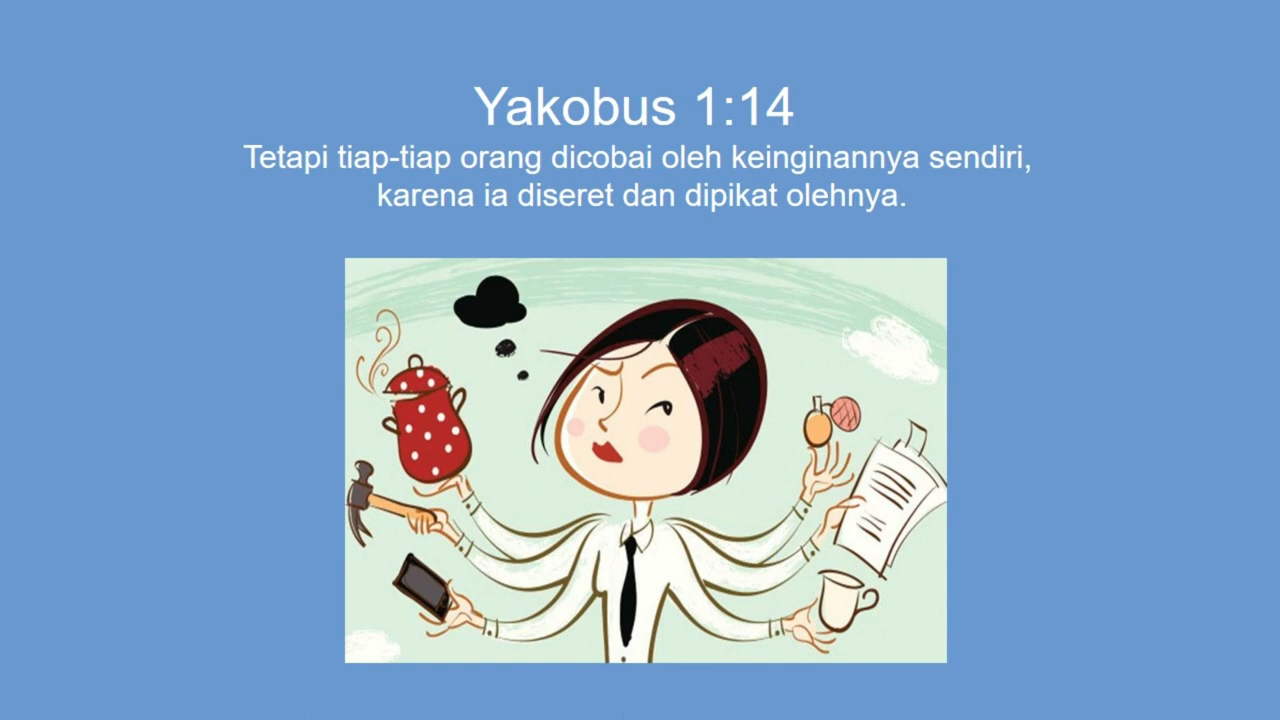 Yakobus 1:14
Tetapi tiap-tiap orang dicobai oleh keinginannya sendiri,
karena ia diseret dan dipikat olehnya.